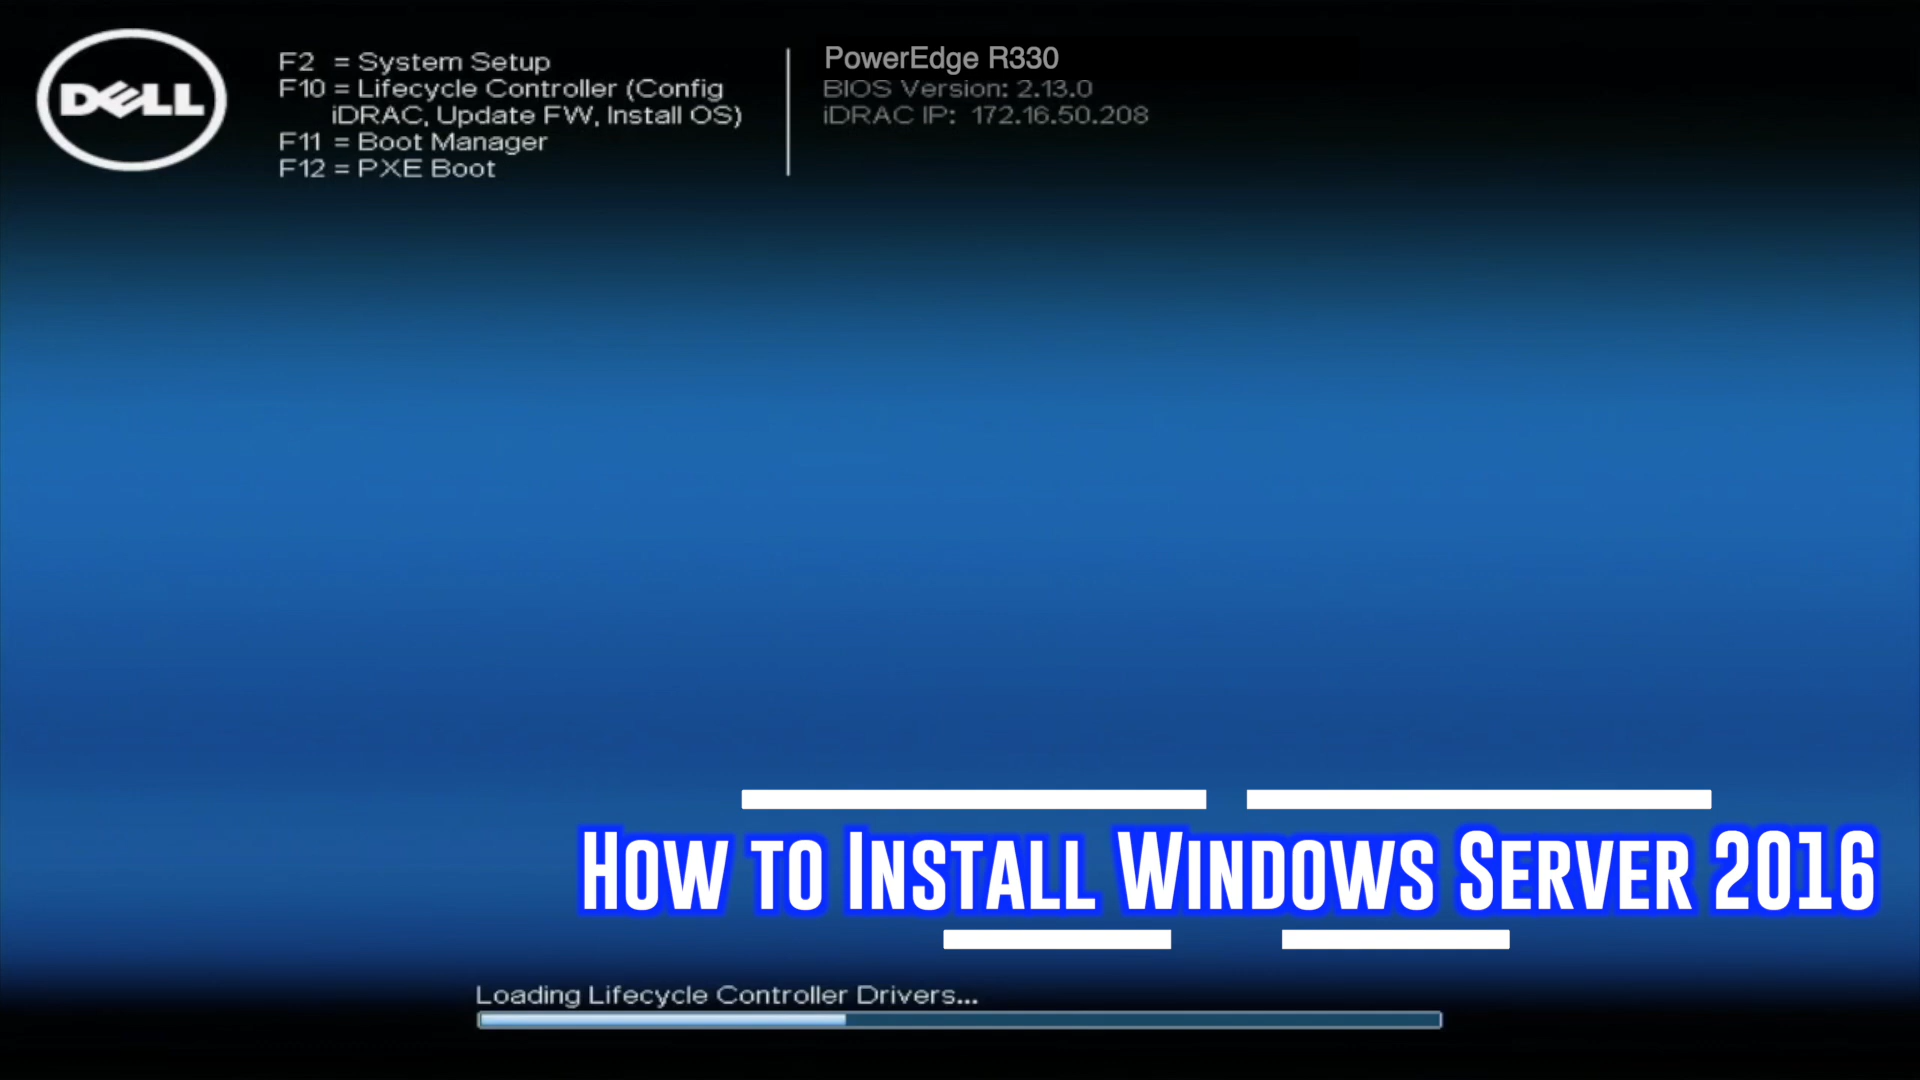 DELL
F2 = System Setup
F10 = Lifecycle Controller (Config
iDRAC, Update FW, Install OS)
F11 = Boot Manager
F12 = PXE Boot
PowerEdge R330
BIOS Version: 2.13.0
iDRAC IP: 172.16.50.208
How to Install Windows Server 2016
Loading Lifecycle Controller Drivers...